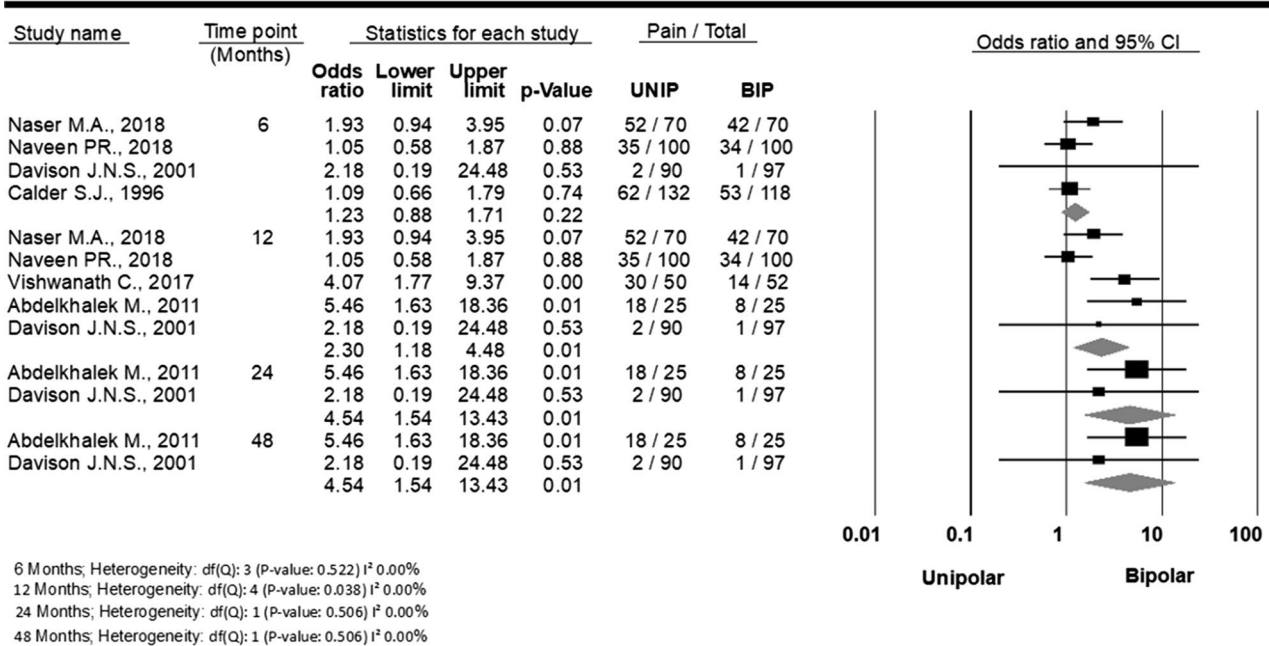 Study name Time point Statistics for each study Pain / Total Odds ratio and 95% CI
(Months)
Odds Lower Upper
ratio limit limit p-Value UNIP BIP
Naser M.A., 2018 6 1.93 0.94 3.95 0.07 52 / 70 42 / 70
Naveen PR., 2018 1.05 0.58 1.87 0.88 35 / 100 34 / 100
Davison J.N.S., 2001 2.18 0.19 24.48 0.53 2 / 90 1 / 97
Calder S.J., 1996 1.09 0.66 1.79 0.74 62 / 132 53 / 118
1.23 0.88 1.71 0.22
Naser M.A., 2018 12 1.93 0.94 3.95 0.07 52 / 70 42 / 70
Naveen PR., 2018 1.05 0.58 1.87 0.88 35 / 100 34 / 100
Vishwanath C., 2017 4.07 1.77 9.37 0.00 30 / 50 14 / 52
Abdelkhalek M., 2011 5.46 1.63 18.36 0.01 18 / 25 8 / 25
Davison J.N.S., 2001 2.18 0.19 24.48 0.53 2 / 90 1 / 97
2.30 1.18 4.48 0.01
Abdelkhalek M., 2011 24 5.46 1.63 18.36 0.01 18 / 25 8 / 25
Davison J.N.S., 2001 2.18 0.19 24.48 0.53 2 / 90 1 / 97
4.54 1.54 13.43 0.01
Abdelkhalek M., 2011 48 5.46 1.63 18.36 0.01 18 / 25 8 / 25
Davison J.N.S., 2001 2.18 0.19 24.48 0.53 2 / 90 1 / 97
4.54 1.54 13.43 0.01
0.01 0.1 1 10 100
Unipolar Bipolar
6 Months; Heterogeneity: df(Q): 3 (P-value: 0.522) I² 0.00%
12 Months; Heterogeneity: df(Q): 4 (P-value: 0.038) I² 0.00%
24 Months; Heterogeneity: df(Q): 1 (P-value: 0.506) I² 0.00%
48 Months; Heterogeneity: df(Q): 1 (P-value: 0.506) I² 0.00%